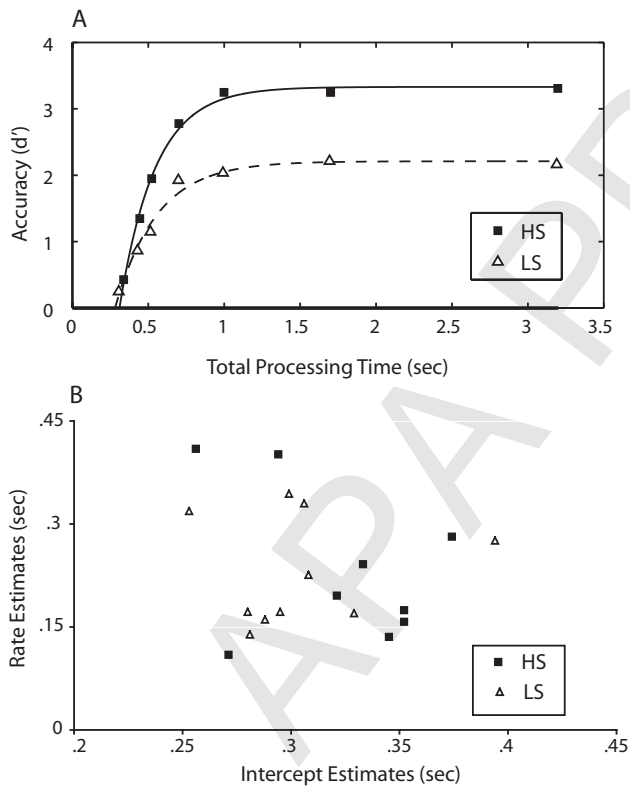 A
4
3
2
1
0
Accuracy (d')
HS
LS
0 0.5 1 1.5 2 2.5 3 3.5
Total Processing Time (sec)
B
.45
.3
.15
0
Rate Estimates (sec)
HS
LS
.2 .25 .3 .35 .4 .45
Intercept Estimates (sec)
APA P